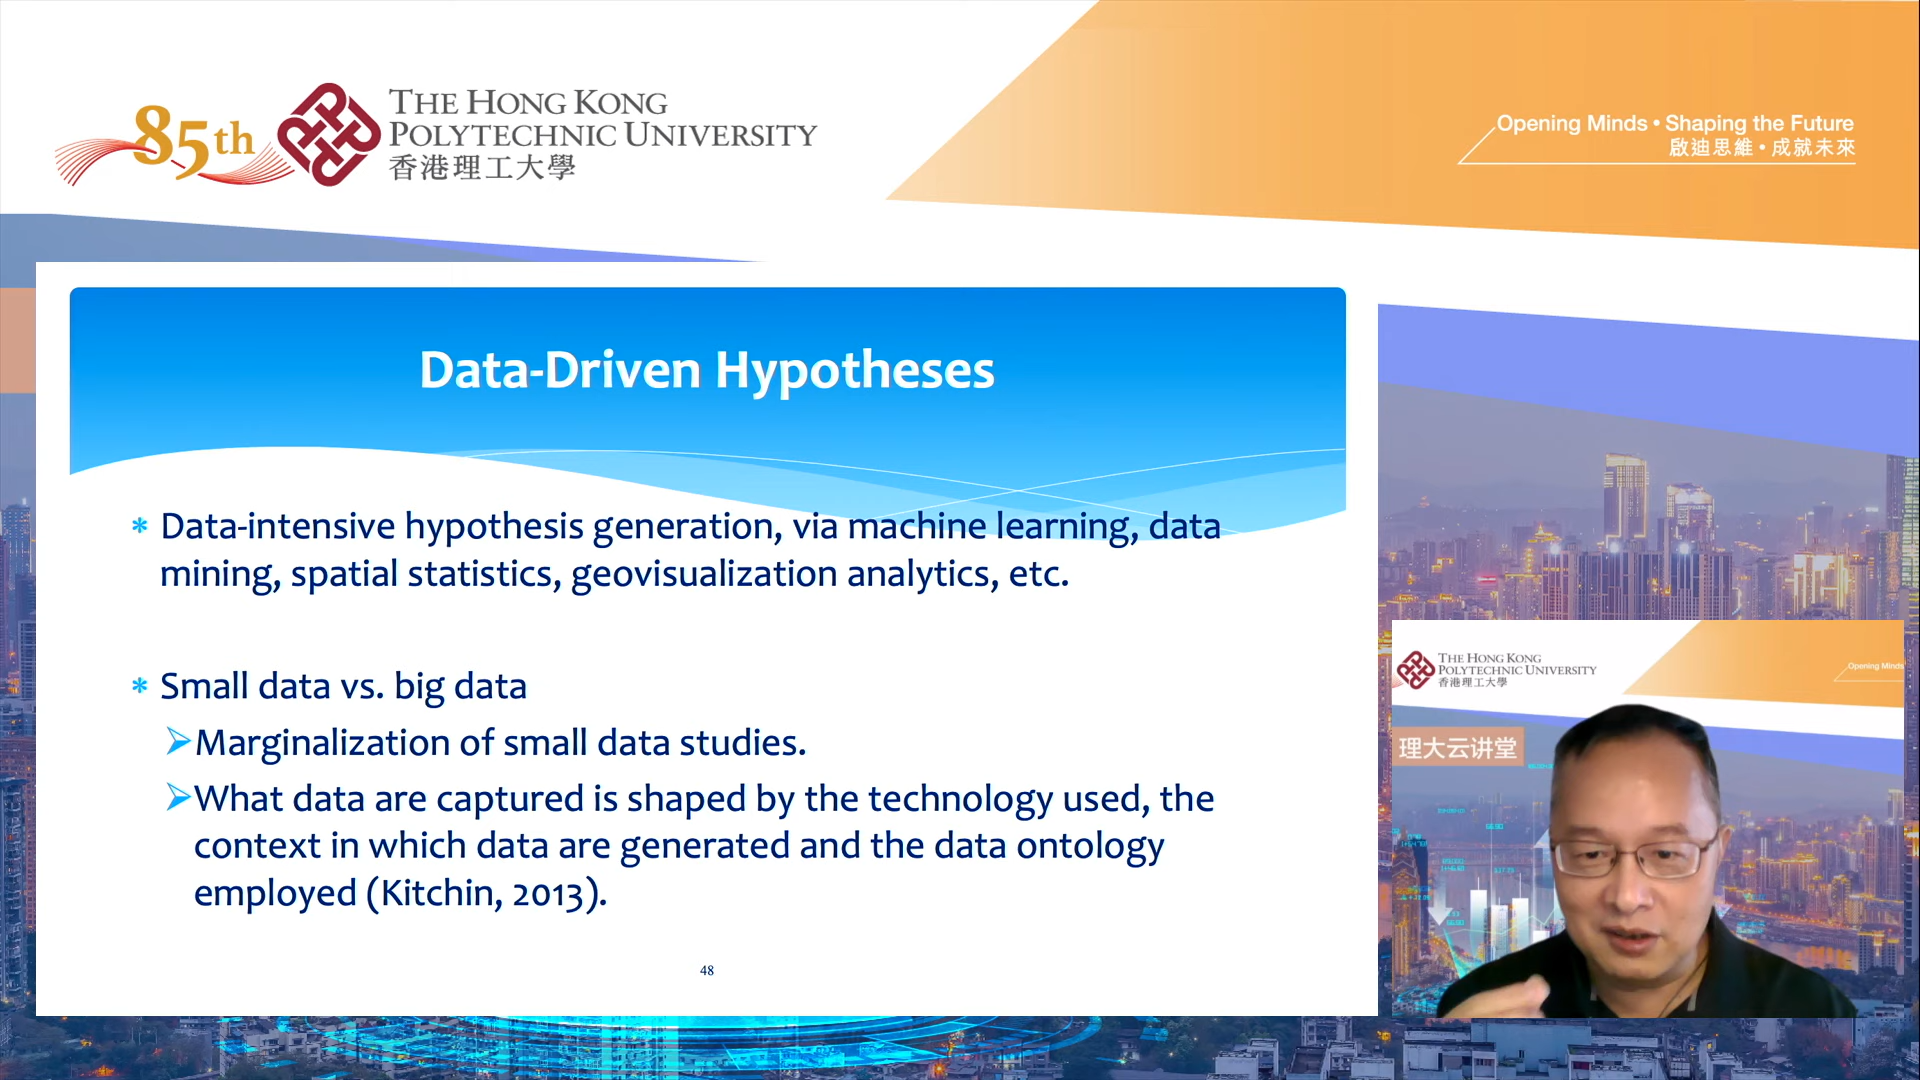 85th
THE HONG KONG
POLYTECHNIC UNIVERSITY
香港理工大學
Opening Minds • Shaping the Future
啟迪思維 • 成就未來
Data-Driven Hypotheses
* Data-intensive hypothesis generation, via machine learning, data
mining, spatial statistics, geovisualization analytics, etc.
* Small data vs. big data
➢Marginalization of small data studies.
➢What data are captured is shaped by the technology used, the
context in which data are generated and the data ontology
employed (Kitchin, 2013).
48
THE HONG KONG
POLYTECHNIC UNIVERSITY
香港理工大學
Opening Minds
理大云讲堂